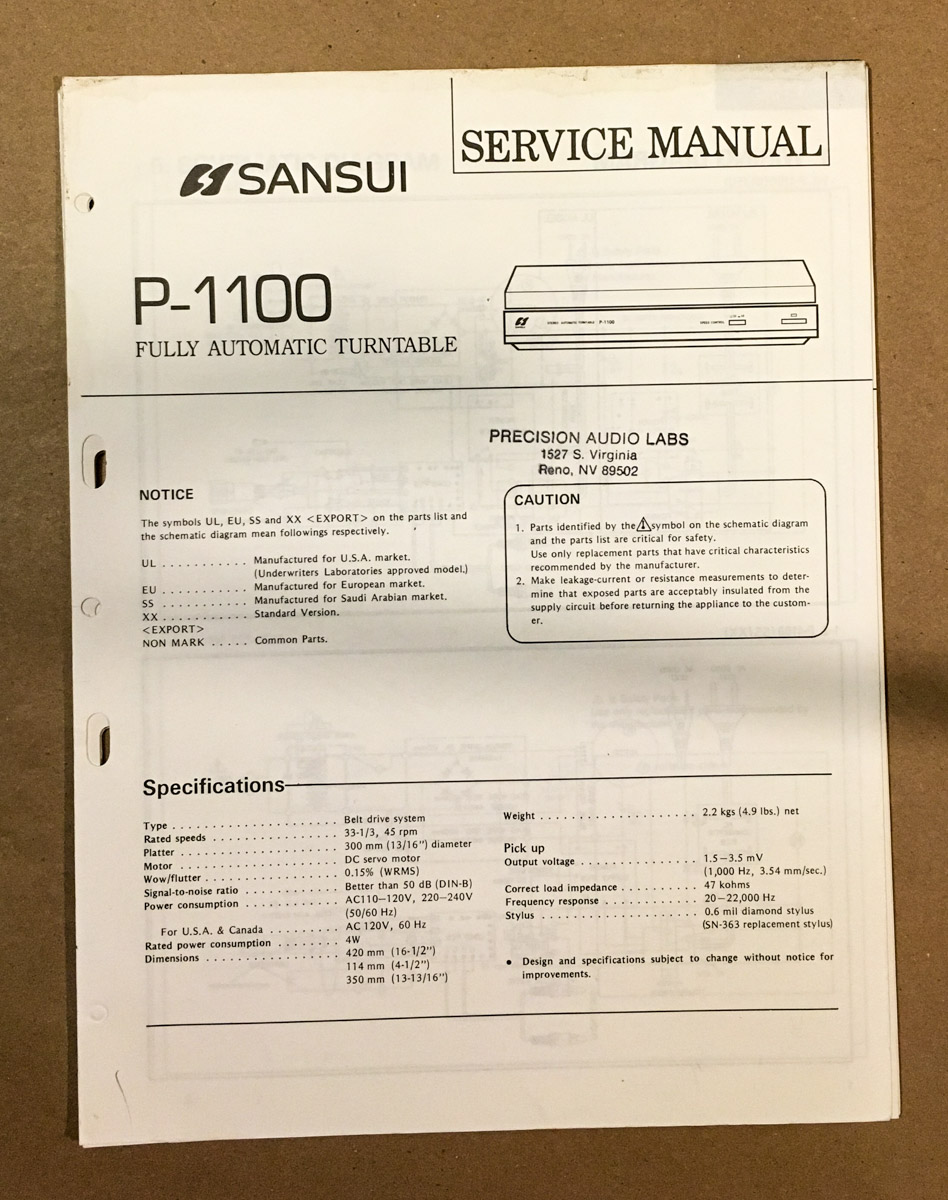 SERVICE MANUAL
SANSUI
P-1100
FULLY AUTOMATIC TURNTABLE
P-1100
PRECISION AUDIO LABS
1527 S. Virginia
Reno, NV 89502
NOTICE
The symbols UL, EU, SS and XX <EXPORT> on the parts list and
the schematic diagram mean followings respectively.
UL . . . . . . . . . . . Manufactured for U.S.A. market.
(Underwriters Laboratories approved model.)
EU . . . . . . . . . . . Manufactured for European market.
SS . . . . . . . . . . . Manufactured for Saudi Arabian market.
XX . . . . . . . . . . . Standard Version.
<EXPORT>
NON MARK . . . . . Common Parts.
CAUTION
1. Parts identified by the ⚠ symbol on the schematic diagram
and the parts list are critical for safety.
Use only replacement parts that have critical characteristics
recommended by the manufacturer.
2. Make leakage-current or resistance measurements to deter-
mine that exposed parts are acceptably insulated from the
supply circuit before returning the appliance to the custom-
er.
Specifications
Type . . . . . . . . . . . . . . . . . . . . Belt drive system
Rated speeds . . . . . . . . . . . . . . . 33-1/3, 45 rpm
Platter . . . . . . . . . . . . . . . . . . . . 300 mm (13/16") diameter
Motor . . . . . . . . . . . . . . . . . . . . DC servo motor
Wow/flutter . . . . . . . . . . . . . . . . 0.15% (WRMS)
Signal-to-noise ratio . . . . . . . . . . . Better than 50 dB (DIN-B)
Power consumption . . . . . . . . . . . . AC110–120V, 220–240V
(50/60 Hz)
For U.S.A. & Canada . . . . . . . . . AC 120V, 60 Hz
Rated power consumption . . . . . . . . 4W
Dimensions . . . . . . . . . . . . . . . . . 420 mm (16-1/2")
114 mm (4-1/2")
350 mm (13-13/16")
Weight . . . . . . . . . . . . . . . . . . . 2.2 kgs (4.9 lbs.) net
Pick up
Output voltage . . . . . . . . . . . . . . 1.5–3.5 mV
(1,000 Hz, 3.54 mm/sec.)
Correct load impedance . . . . . . . . . . 47 kohms
Frequency response . . . . . . . . . . . . 20–22,000 Hz
Stylus . . . . . . . . . . . . . . . . . . . 0.6 mil diamond stylus
(SN-363 replacement stylus)
• Design and specifications subject to change without notice for
improvements.